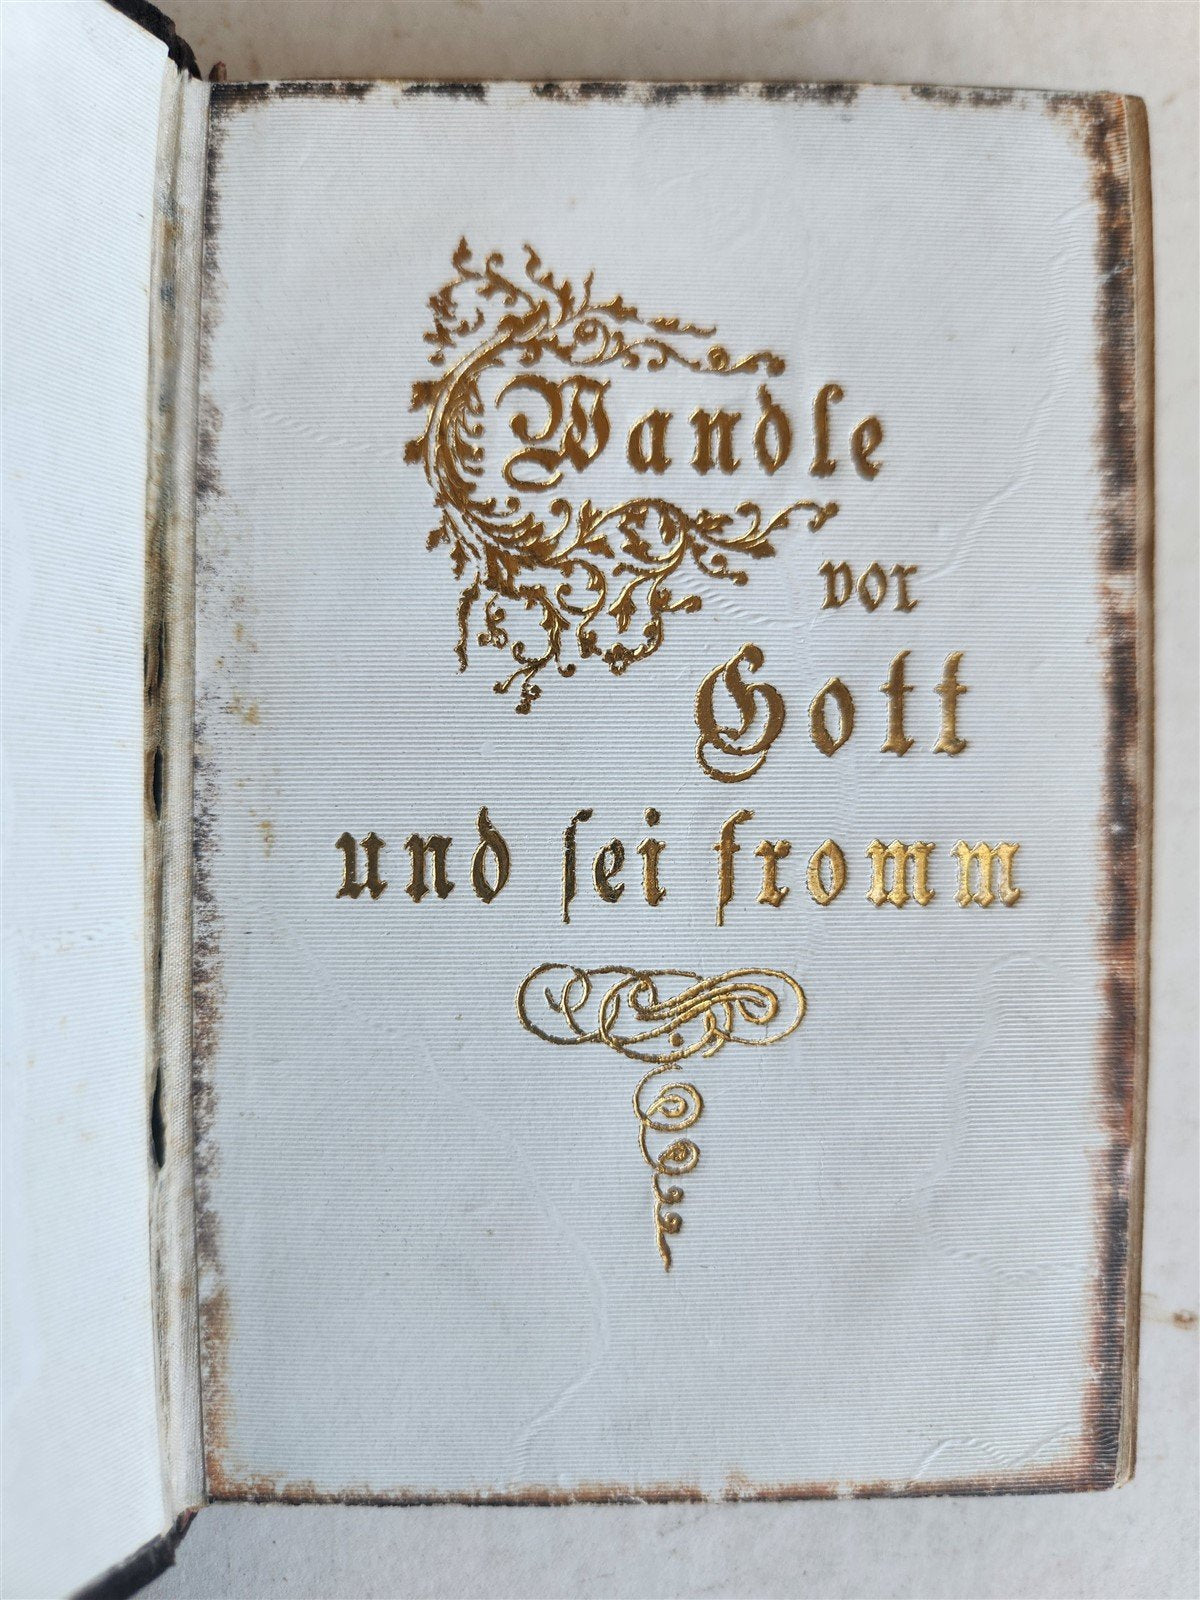 Wandle
vor
Gott
und sei fromm